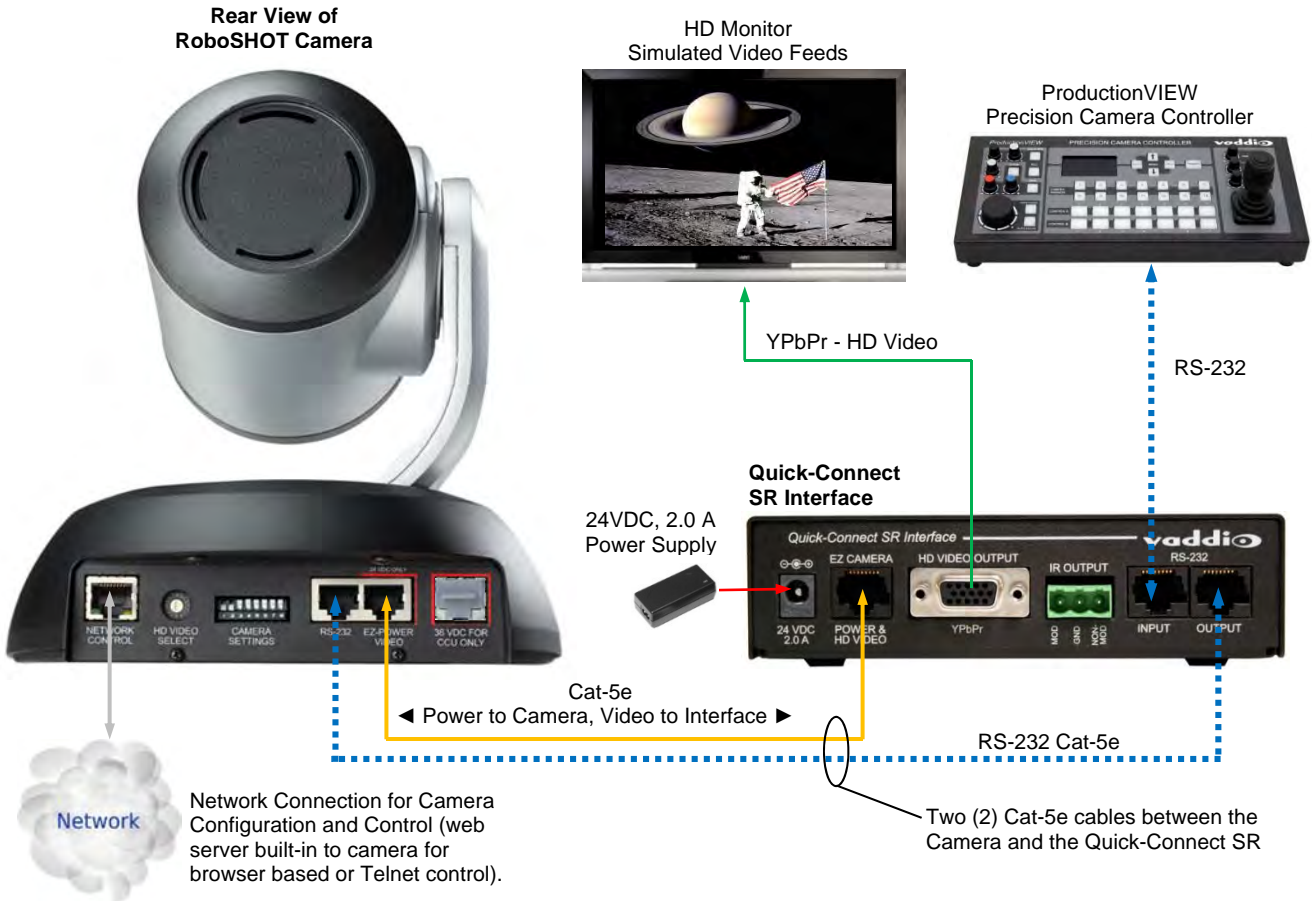 Rear View of
RoboSHOT Camera
HD Monitor
Simulated Video Feeds
ProductionVIEW
Precision Camera Controller
ProductionVIEW
PRECISION CAMERA CONTROLLER
vaddio
YPbPr - HD Video
RS-232
Quick-Connect
SR Interface
24VDC, 2.0 A
Power Supply
Quick-Connect SR Interface
vaddio
EZ CAMERA
HD VIDEO OUTPUT
IR OUTPUT
RS-232
24 VDC
2.0 A
POWER &
HD VIDEO
YPbPr
MOD
GND
NON-
MOD
INPUT
OUTPUT
NETWORK
CONTROL
HD VIDEO
SELECT
CAMERA
SETTINGS
RS-232
EZ-POWER
VIDEO
36 VDC FOR
CCU ONLY
Cat-5e
◄ Power to Camera, Video to Interface ►
RS-232 Cat-5e
Network
Network Connection for Camera
Configuration and Control (web
server built-in to camera for
browser based or Telnet control).
Two (2) Cat-5e cables between the
Camera and the Quick-Connect SR